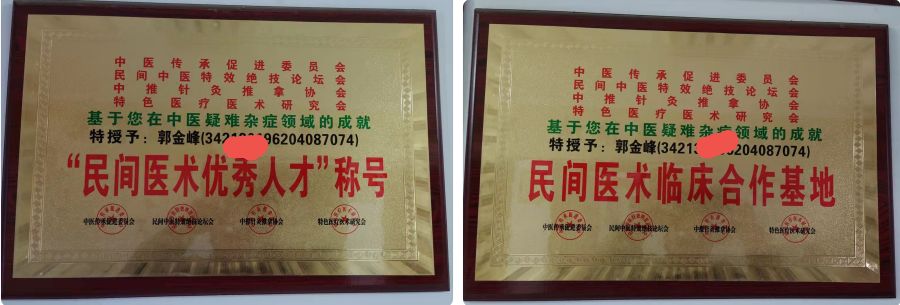 中医传承促进委员会
民间中医特效绝技论坛会
中推针灸推拿协会
特色医疗医术研究会
基于您在中医疑难杂症领域的成就
特授予：郭金峰(3421 196204087074)
“民间医术优秀人才”称号
中医传承促进委员会 民间中医特效绝技论坛会 中推针灸推拿协会 特色医疗医术研究会
中医传承促进委员会
民间中医特效绝技论坛会
中推针灸推拿协会
特色医疗医术研究会
基于您在中医疑难杂症领域的成就
特授予：郭金峰(34213 6204087074)
民间医术临床合作基地
中医传承促进委员会 民间中医特效绝技论坛会 中推针灸推拿协会 特色医疗医术研究会